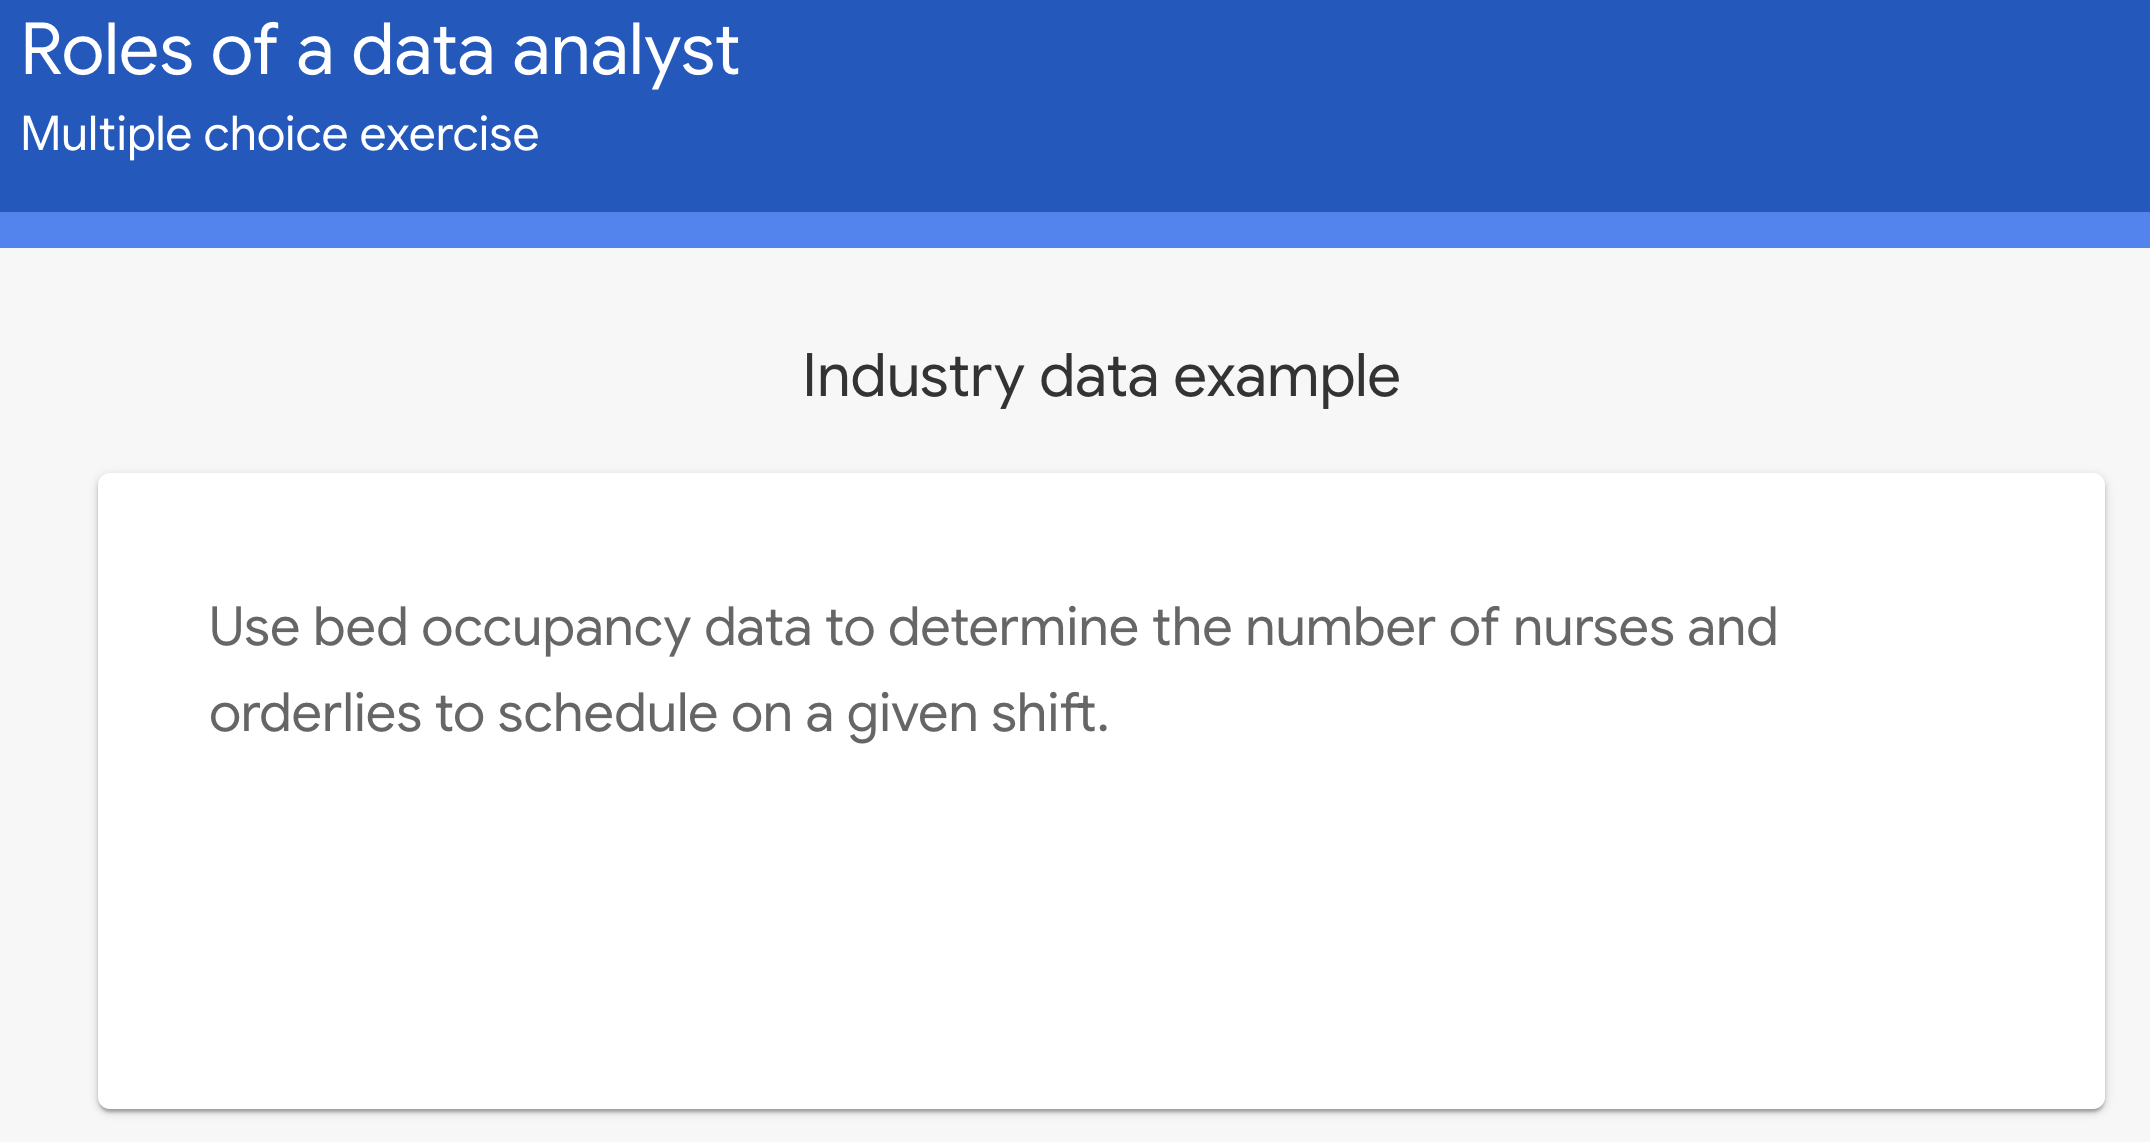 Roles of a data analyst
Multiple choice exercise
Industry data example
Use bed occupancy data to determine the number of nurses and
orderlies to schedule on a given shift.